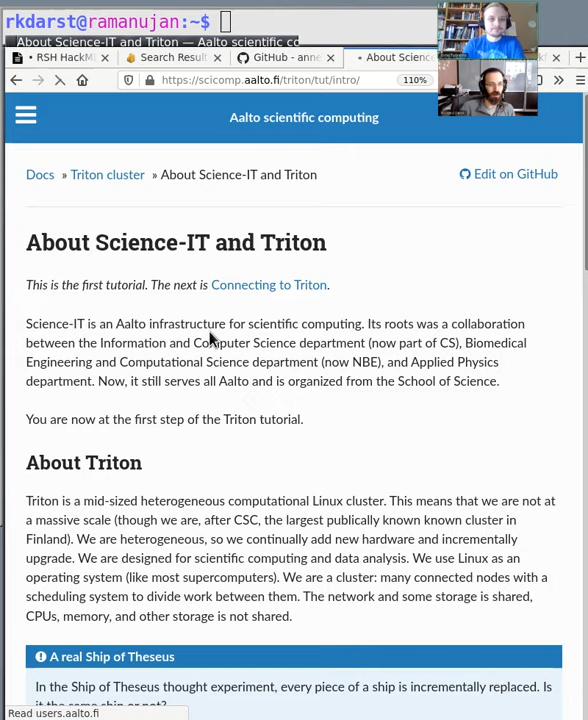 rkdarst@ramanujan:~$
About Science-IT and Triton — Aalto scientific co
• RSH HackM
Search Result
GitHub - anne
About Scienc
https://scicomp.aalto.fi/triton/tut/intro/
110%
Aalto scientific computing
Docs » Triton cluster » About Science-IT and Triton
Edit on GitHub
About Science-IT and Triton
This is the first tutorial. The next is Connecting to Triton.
Science-IT is an Aalto infrastructure for scientific computing. Its roots was a collaboration
between the Information and Computer Science department (now part of CS), Biomedical
Engineering and Computational Science department (now NBE), and Applied Physics
department. Now, it still serves all Aalto and is organized from the School of Science.
You are now at the first step of the Triton tutorial.
About Triton
Triton is a mid-sized heterogeneous computational Linux cluster. This means that we are not at
a massive scale (though we are, after CSC, the largest publically known known cluster in
Finland). We are heterogeneous, so we continually add new hardware and incrementally
upgrade. We are designed for scientific computing and data analysis. We use Linux as an
operating system (like most supercomputers). We are a cluster: many connected nodes with a
scheduling system to divide work between them. The network and some storage is shared,
CPUs, memory, and other storage is not shared.
A real Ship of Theseus
In the Ship of Theseus thought experiment, every piece of a ship is incrementally replaced. Is
it the same ship or not?
Read users.aalto.fi